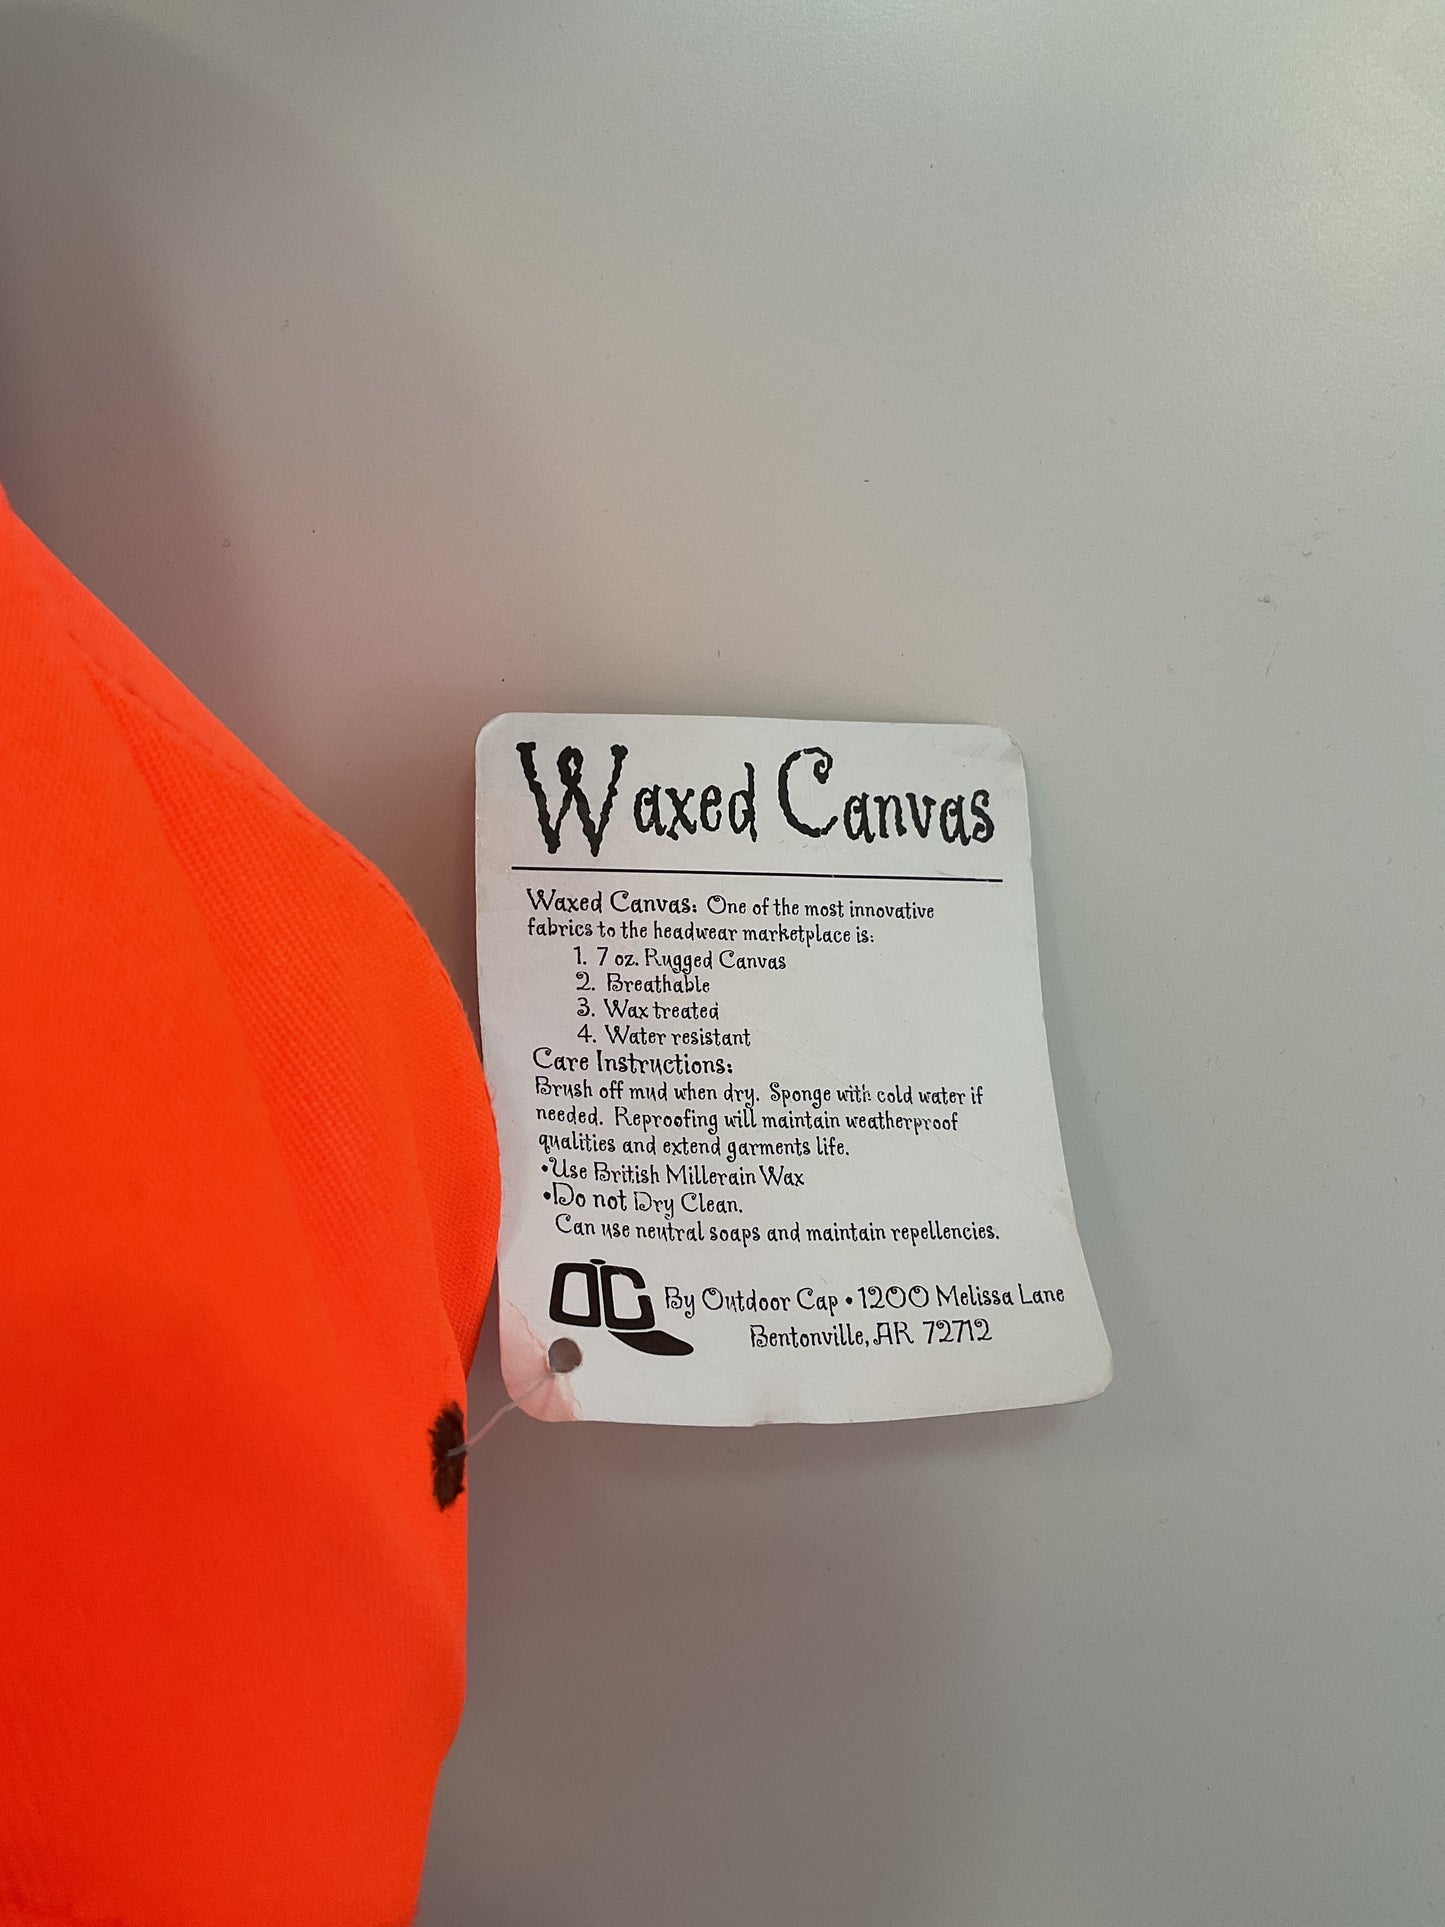 Waxed Canvas
Waxed Canvas: One of the most innovative
fabrics to the headwear marketplace is:
1. 7 oz. Rugged Canvas
2. Breathable
3. Wax treated
4. Water resistant
Care Instructions:
Brush off mud when dry. Sponge with cold water if
needed. Reproofing will maintain weatherproof
qualities and extend garments life.
•Use British Millerain Wax
•Do not Dry Clean.
Can use neutral soaps and maintain repellencies.
OC By Outdoor Cap • 1200 Melissa Lane
Bentonville, AR 72712